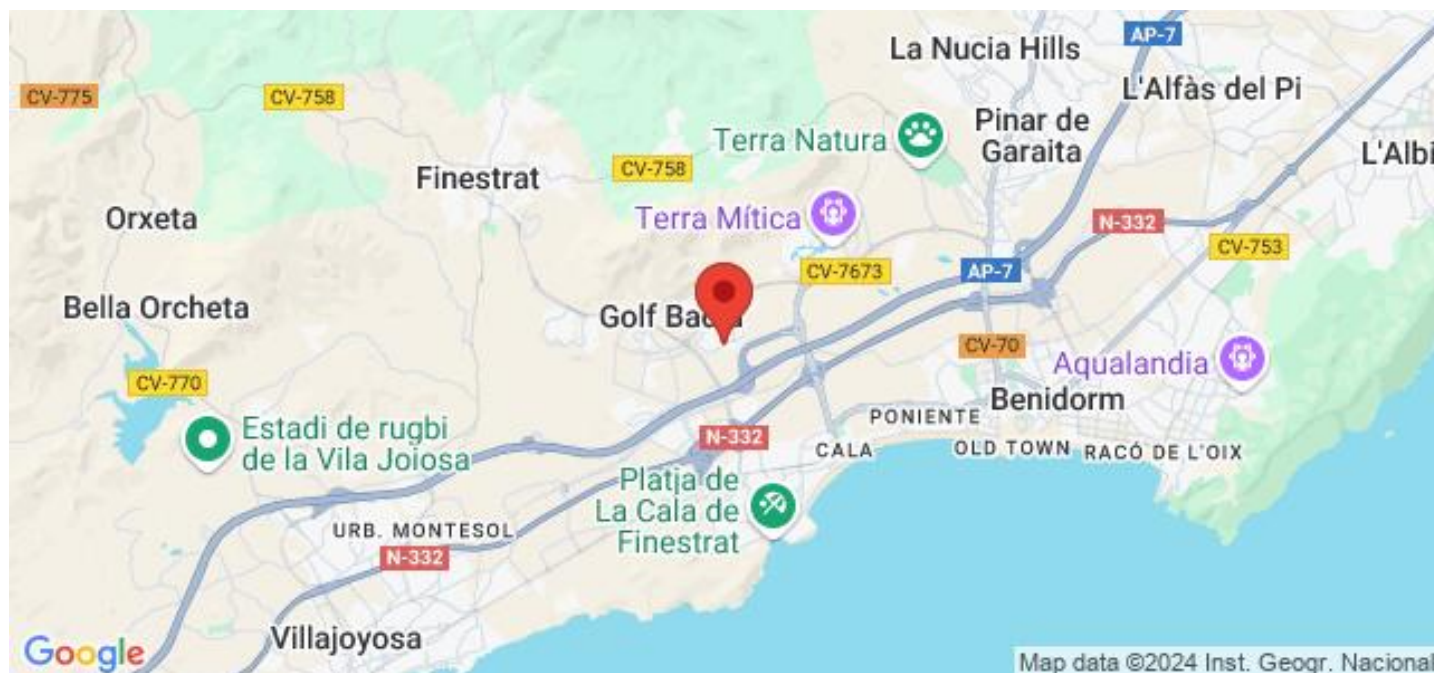 La Nucia Hills
AP-7
L'Alfàs del Pi
CV-775
CV-758
Terra Natura
Pinar de
Garaita
L'Albi
Finestrat
CV-758
Orxeta
Terra Mítica
N-332
CV-753
CV-7673
AP-7
Bella Orcheta
Golf
CV-70
Aqualandia
CV-770
Benidorm
PONIENTE
Estadi de rugbi
de la Vila Joiosa
N-332
CALA
OLD TOWN
RACÓ DE L'OIX
Platja de
La Cala de
Finestrat
URB. MONTESOL
N-332
Villajoyosa
Google
Map data ©2024 Inst. Geogr. Nacional